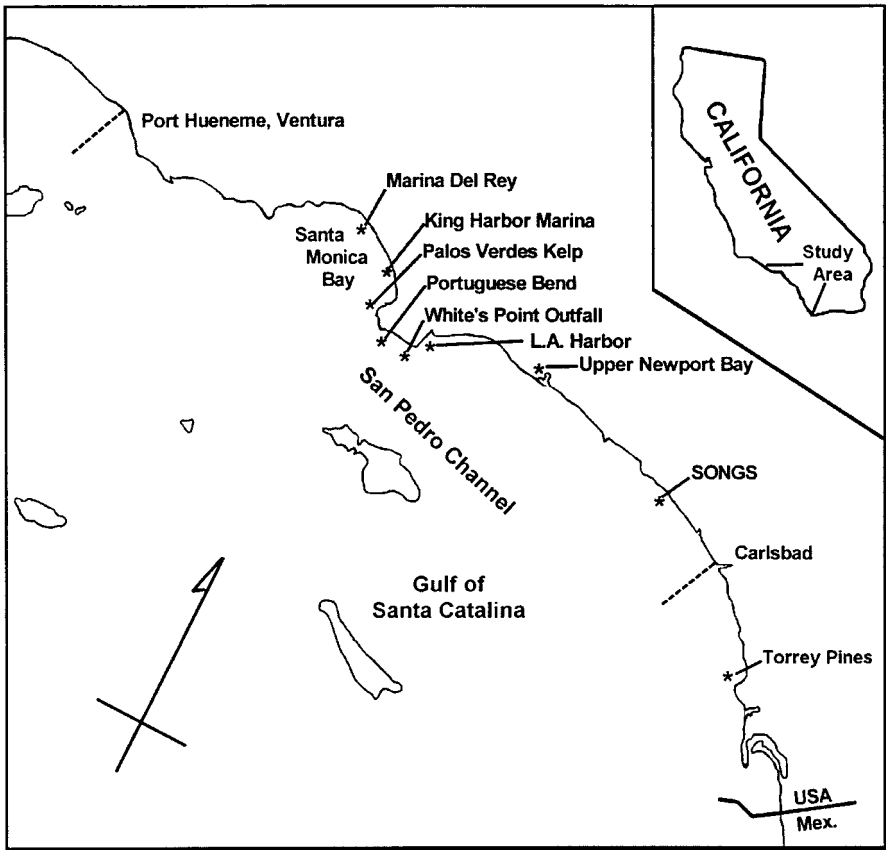 Port Hueneme, Ventura
Marina Del Rey
King Harbor Marina
Santa
Monica
Bay
Palos Verdes Kelp
Portuguese Bend
White's Point Outfall
L.A. Harbor
Upper Newport Bay
San Pedro Channel
SONGS
Carlsbad
Gulf of
Santa Catalina
Torrey Pines
USA
Mex.
CALIFORNIA
Study
Area